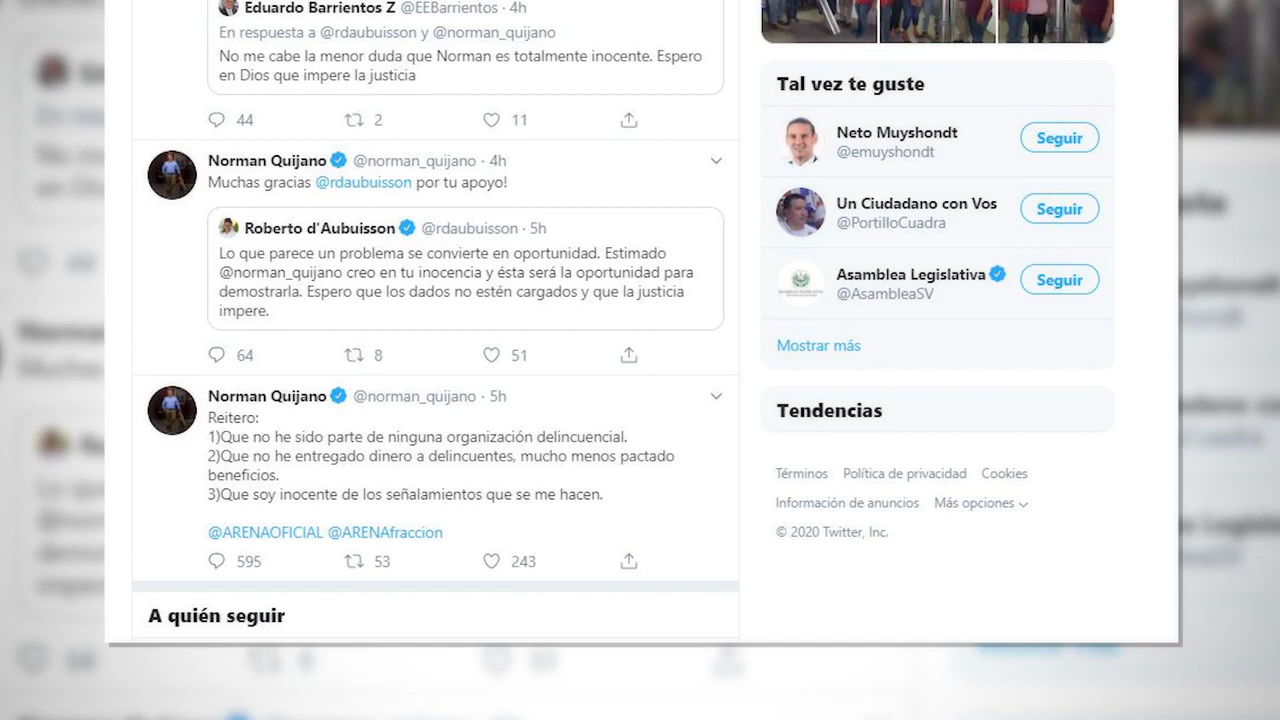 Eduardo Barrientos Z @EEBarrientos · 4h
En respuesta a @rdaubuisson y @norman_quijano
No me cabe la menor duda que Norman es totalmente inocente. Espero
en Dios que impere la justicia
44 2 11
Norman Quijano @norman_quijano · 4h
Muchas gracias @rdaubuisson por tu apoyo!
Roberto d'Aubuisson @rdaubuisson · 5h
Lo que parece un problema se convierte en oportunidad. Estimado
@norman_quijano creo en tu inocencia y ésta será la oportunidad para
demostrarla. Espero que los dados no estén cargados y que la justicia
impere.
64 8 51
Norman Quijano @norman_quijano · 5h
Reitero:
1)Que no he sido parte de ninguna organización delincuencial.
2)Que no he entregado dinero a delincuentes, mucho menos pactado
beneficios.
3)Que soy inocente de los señalamientos que se me hacen.
@ARENAOFICIAL @ARENAfraccion
595 53 243
A quién seguir
Tal vez te guste
Neto Muyshondt
@emuyshondt
Seguir
Un Ciudadano con Vos
@PortilloCuadra
Seguir
Asamblea Legislativa
@AsambleaSV
Seguir
Mostrar más
Tendencias
Términos Política de privacidad Cookies
Información de anuncios Más opciones
© 2020 Twitter, Inc.